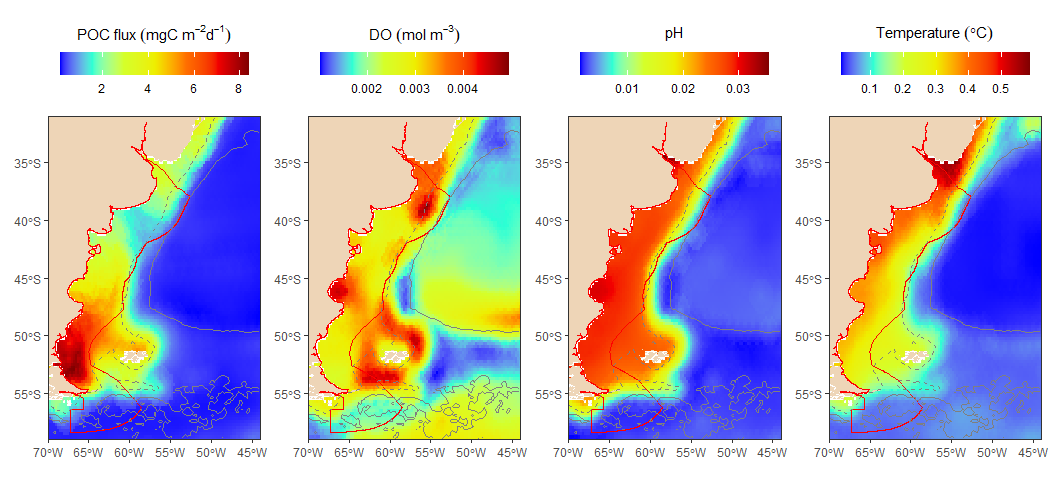 POC flux (mgC m⁻²d⁻¹) DO (mol m⁻³) pH Temperature (°C)
2 4 6 8 0.002 0.003 0.004 0.01 0.02 0.03 0.1 0.2 0.3 0.4 0.5
35°S 35°S 35°S 35°S
40°S 40°S 40°S 40°S
45°S 45°S 45°S 45°S
50°S 50°S 50°S 50°S
55°S 55°S 55°S 55°S
70°W 65°W 60°W 55°W 50°W 45°W 70°W 65°W 60°W 55°W 50°W 45°W 70°W 65°W 60°W 55°W 50°W 45°W 70°W 65°W 60°W 55°W 50°W 45°W